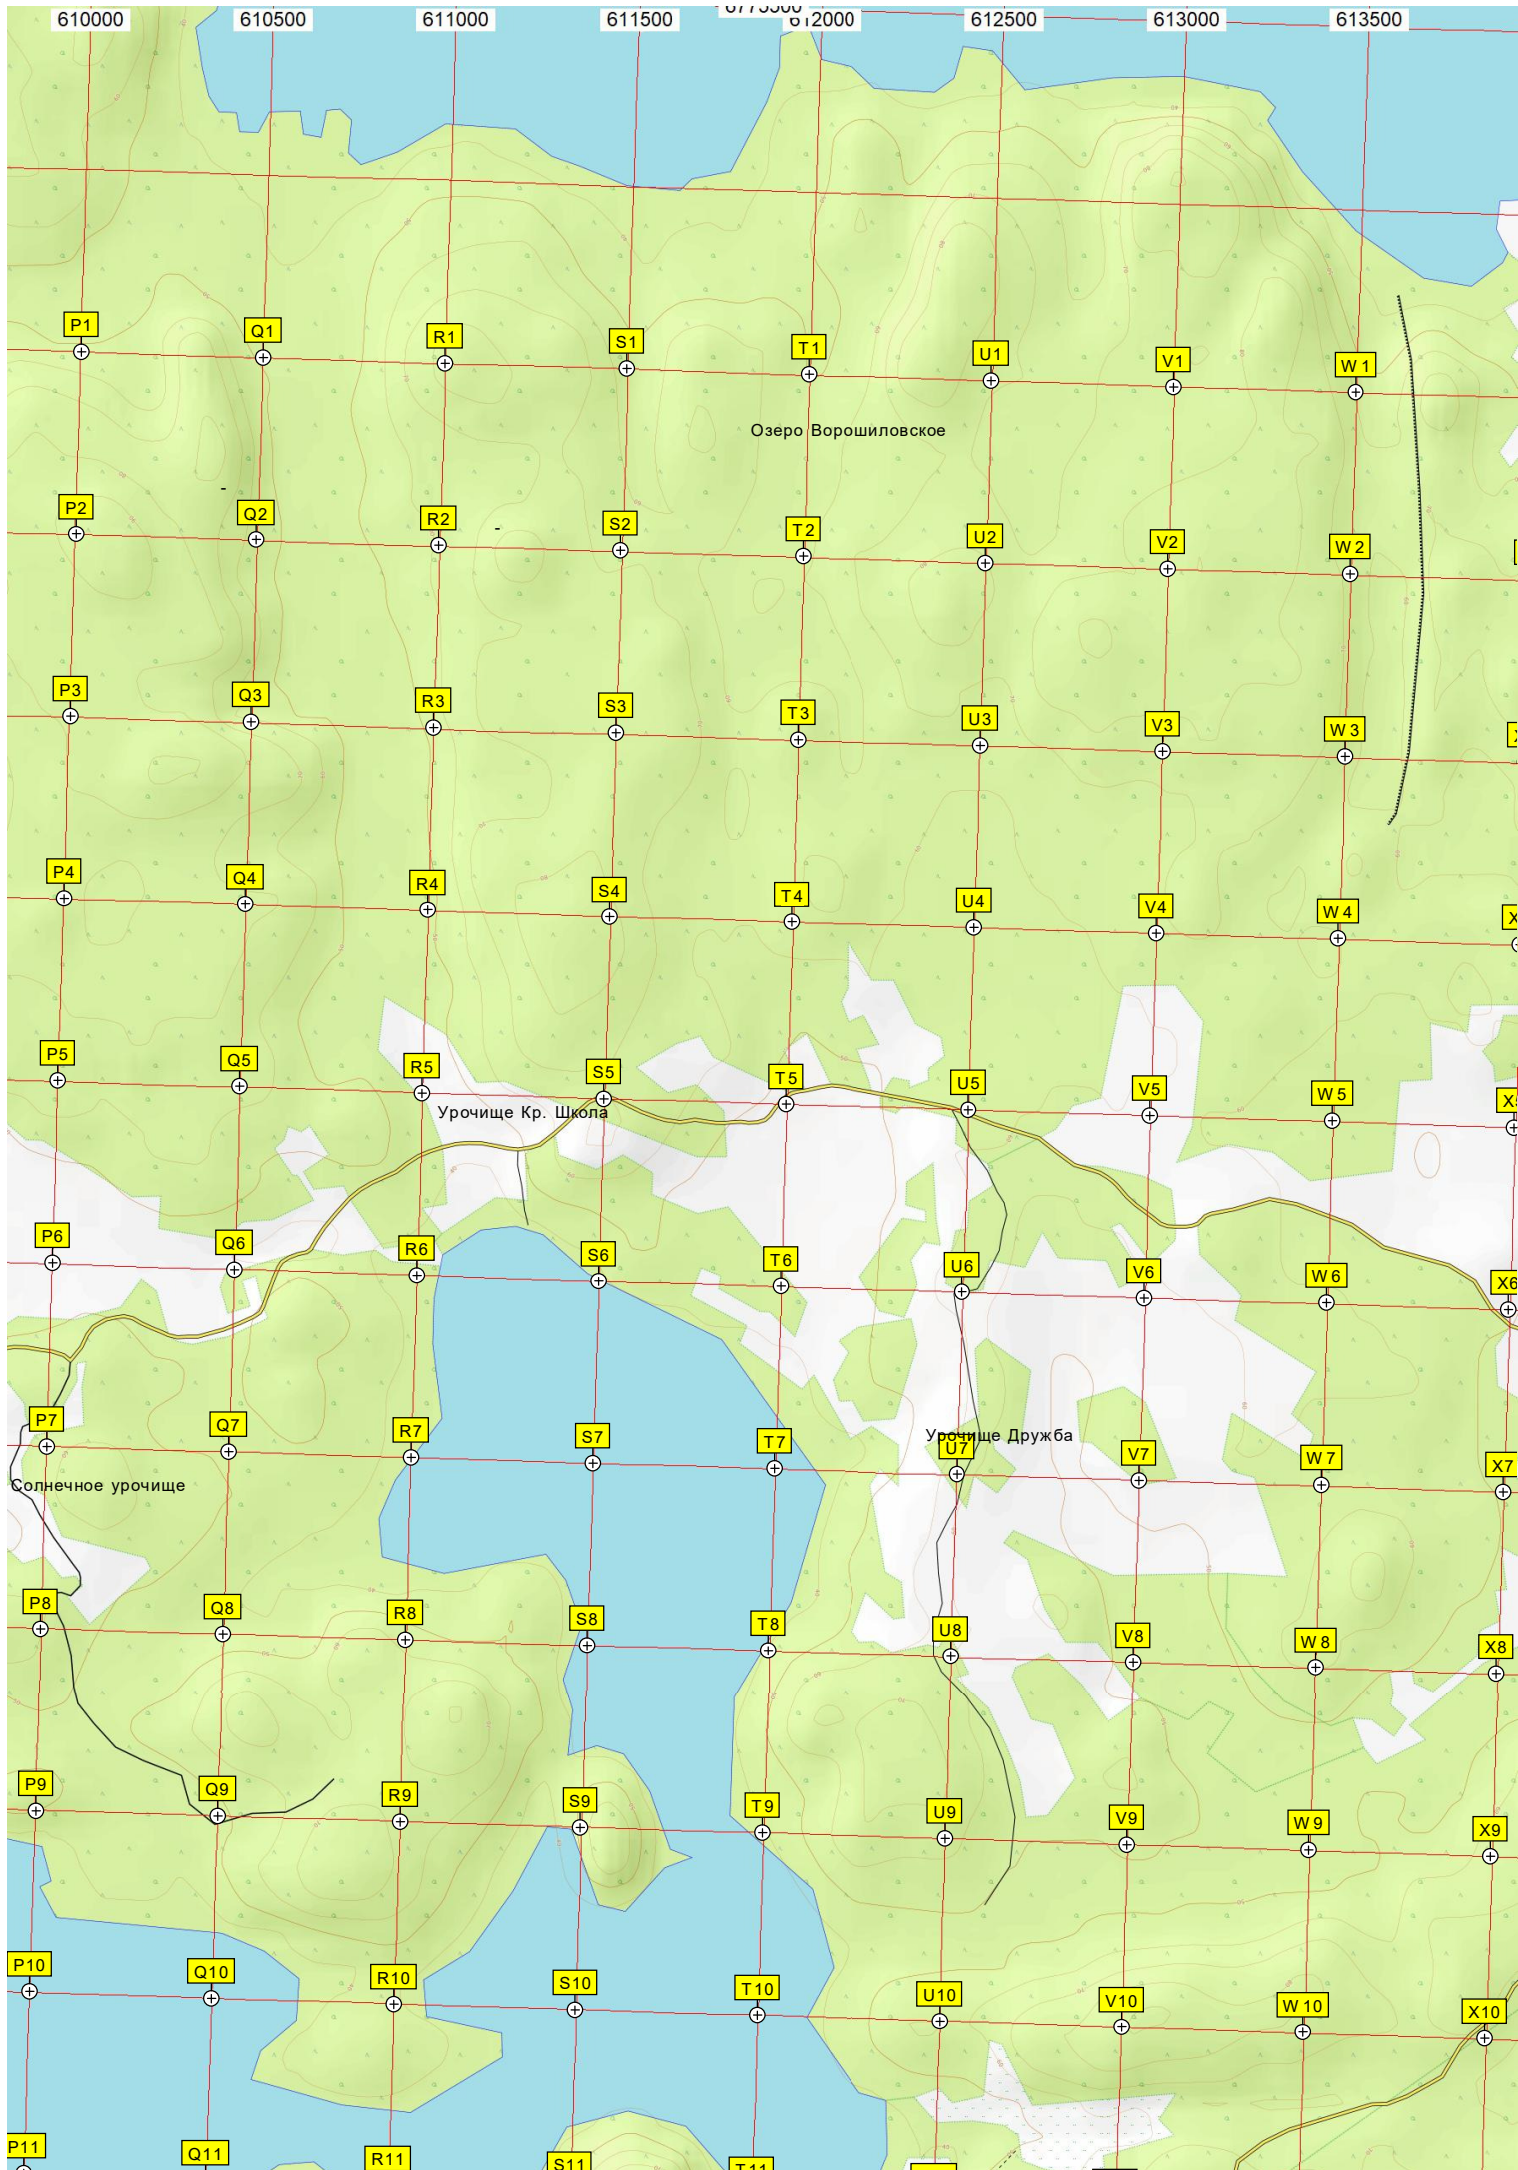 610000 610500 611000 611500 612000 612500 613000 613500
P1 Q1 R1 S1 T1 U1 V1 W1
Озеро Ворошиловское
P2 Q2 R2 S2 T2 U2 V2 W2
P3 Q3 R3 S3 T3 U3 V3 W3
P4 Q4 R4 S4 T4 U4 V4 W4
P5 Q5 R5 S5 T5 U5 V5 W5 X5
Урочище Кр. Школа
P6 Q6 R6 S6 T6 U6 V6 W6 X6
P7 Q7 R7 S7 T7 U7 V7 W7 X7
Урочище Дружба
Солнечное урочище
P8 Q8 R8 S8 T8 U8 V8 W8 X8
P9 Q9 R9 S9 T9 U9 V9 W9 X9
P10 Q10 R10 S10 T10 U10 V10 W10 X10
P11 Q11 R11 S11 T11